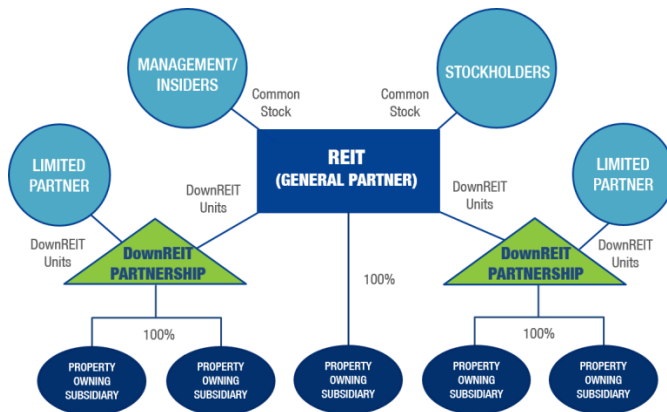 MANAGEMENT/
INSIDERS
STOCKHOLDERS
Common
Stock
Common
Stock
REIT
(GENERAL PARTNER)
LIMITED
PARTNER
LIMITED
PARTNER
DownREIT
Units
DownREIT
Units
DownREIT
Units
DownREIT
Units
DownREIT
PARTNERSHIP
DownREIT
PARTNERSHIP
100%
100%
100%
PROPERTY
OWNING
SUBSIDIARY
PROPERTY
OWNING
SUBSIDIARY
PROPERTY
OWNING
SUBSIDIARY
PROPERTY
OWNING
SUBSIDIARY
PROPERTY
OWNING
SUBSIDIARY